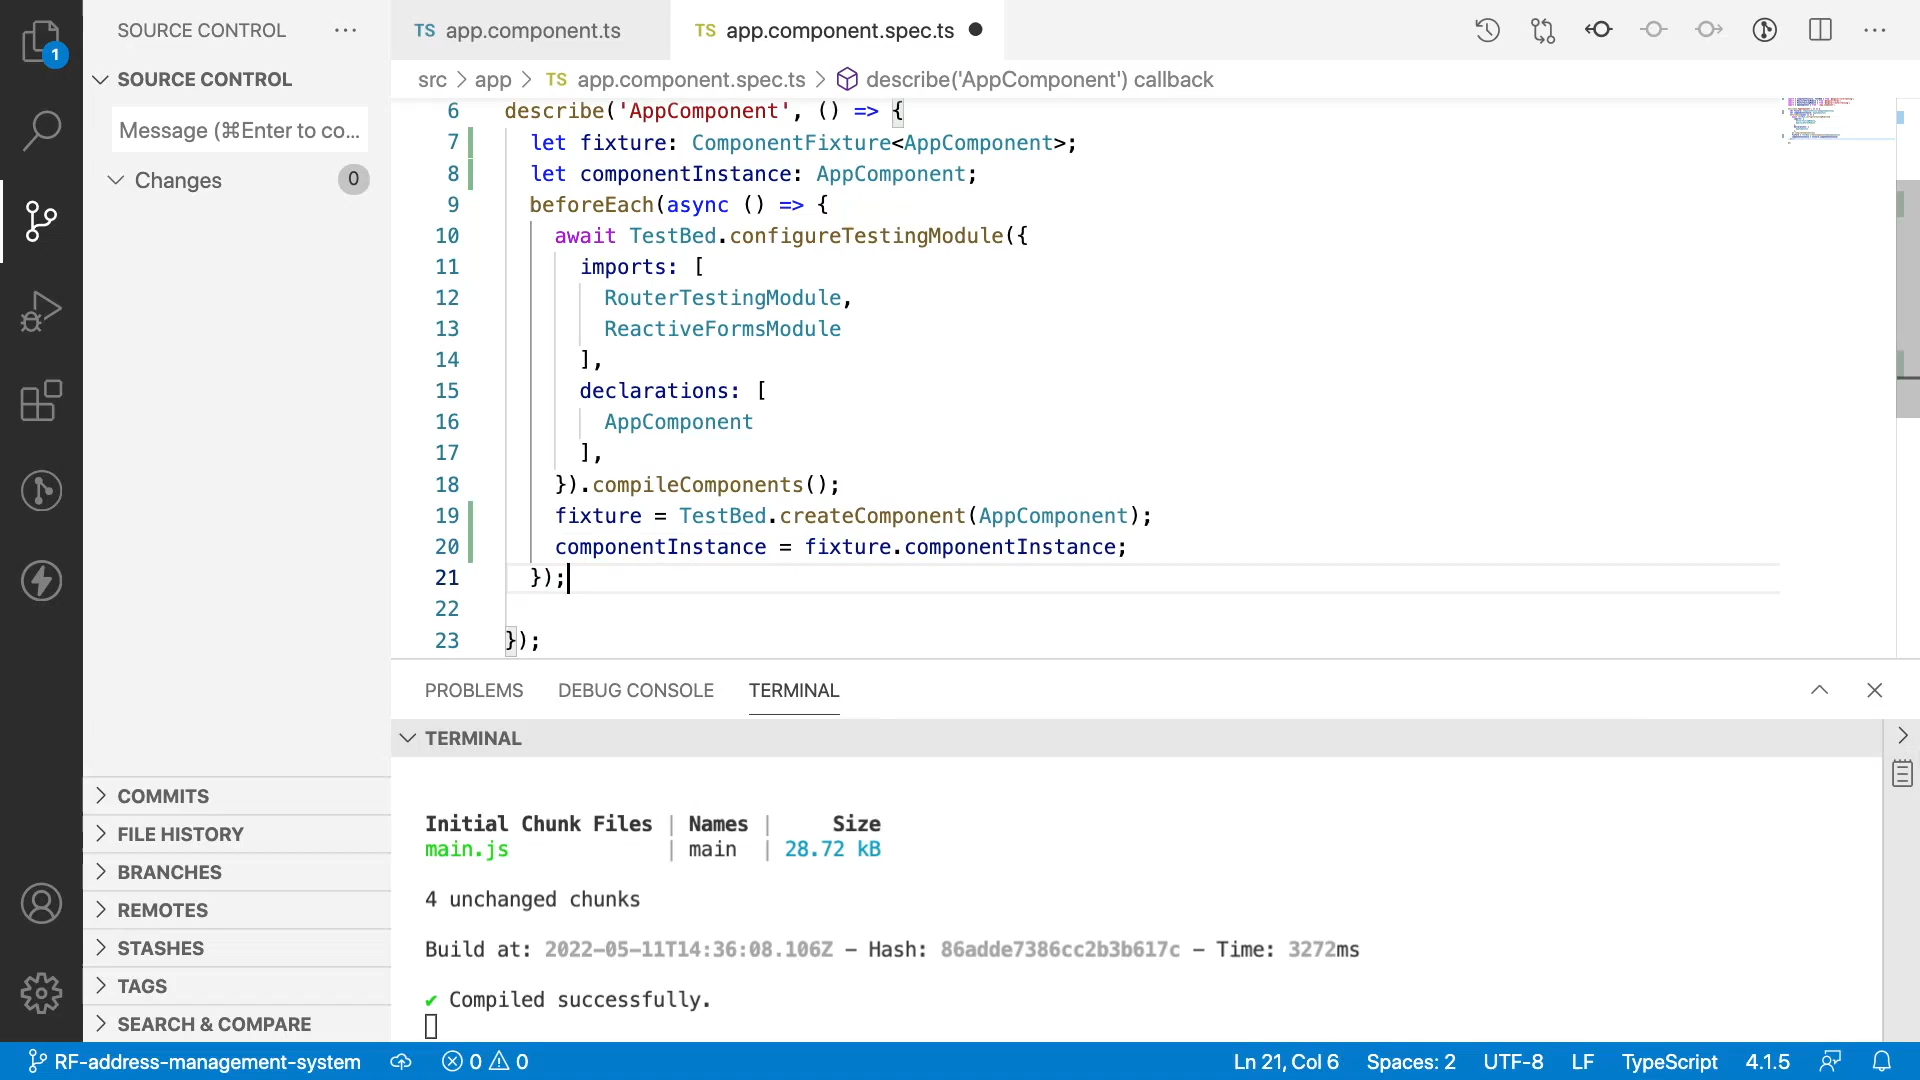 SOURCE CONTROL
TS app.component.ts
TS app.component.spec.ts
1
SOURCE CONTROL
Message (⌘Enter to co...
Changes 0
src > app > TS app.component.spec.ts > describe('AppComponent') callback
6 describe('AppComponent', () => {
7 let fixture: ComponentFixture<AppComponent>;
8 let componentInstance: AppComponent;
9 beforeEach(async () => {
10 await TestBed.configureTestingModule({
11 imports: [
12 RouterTestingModule,
13 ReactiveFormsModule
14 ],
15 declarations: [
16 AppComponent
17 ],
18 }).compileComponents();
19 fixture = TestBed.createComponent(AppComponent);
20 componentInstance = fixture.componentInstance;
21 });
22
23 });
PROBLEMS DEBUG CONSOLE TERMINAL
TERMINAL
Initial Chunk Files | Names | Size
main.js | main | 28.72 kB
4 unchanged chunks
Build at: 2022-05-11T14:36:08.106Z - Hash: 86adde7386cc2b3b617c - Time: 3272ms
✔ Compiled successfully.
COMMITS
FILE HISTORY
BRANCHES
REMOTES
STASHES
TAGS
SEARCH & COMPARE
RF-address-management-system 0 0 Ln 21, Col 6 Spaces: 2 UTF-8 LF TypeScript 4.1.5